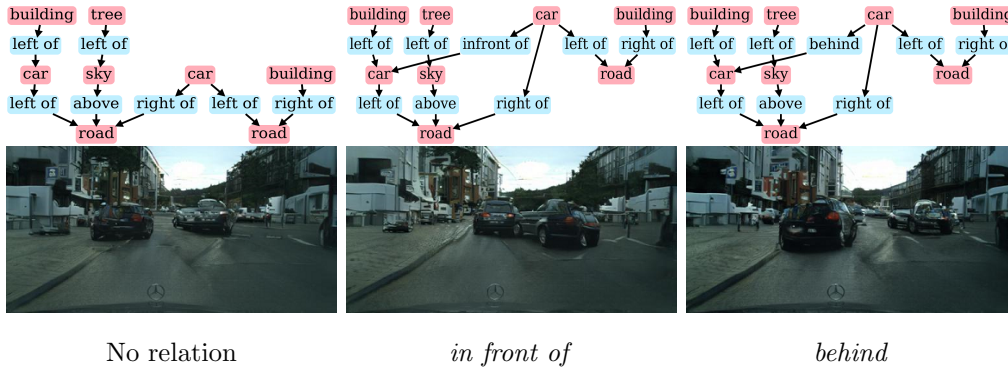 building tree
left of left of
car sky car building
left of above right of left of right of
road road
building tree car building
left of left of infront of left of right of
car sky road
left of above right of
road
building tree car building
left of left of behind left of right o
car sky road
left of above right of
road
No relation in front of behind